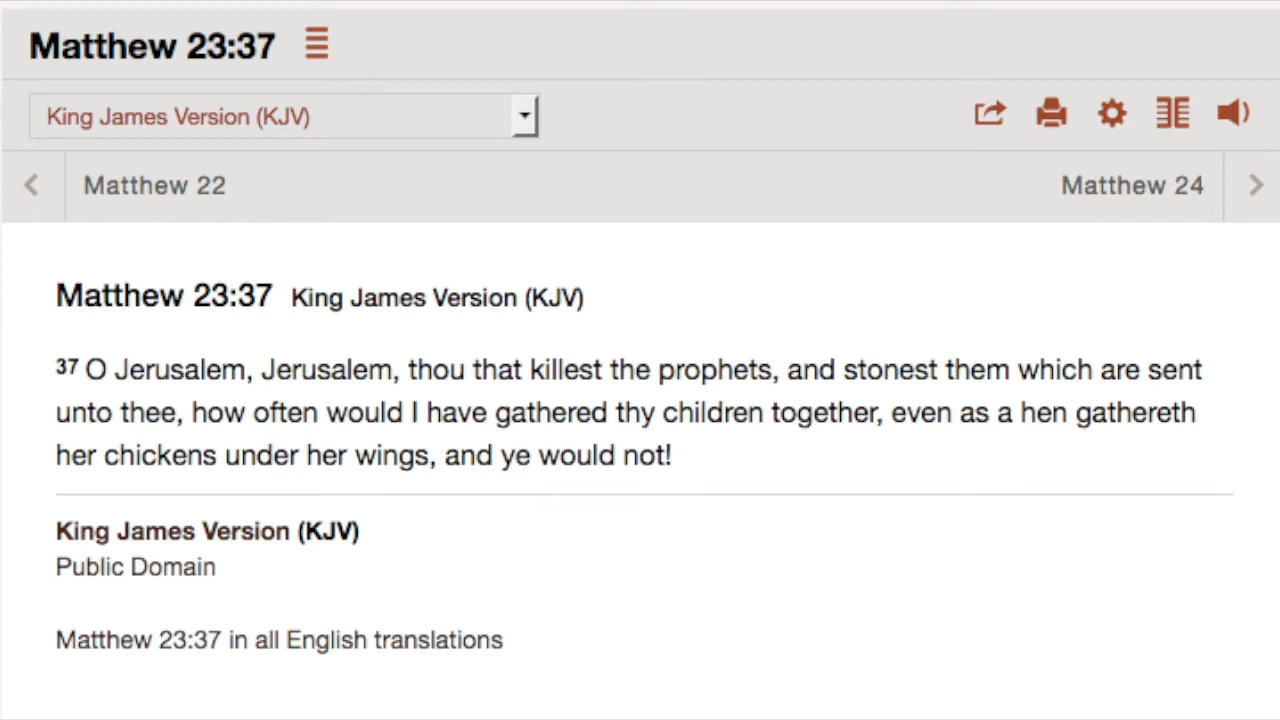 Matthew 23:37
King James Version (KJV)
Matthew 22
Matthew 24
Matthew 23:37 King James Version (KJV)
37 O Jerusalem, Jerusalem, thou that killest the prophets, and stonest them which are sent
unto thee, how often would I have gathered thy children together, even as a hen gathereth
her chickens under her wings, and ye would not!
King James Version (KJV)
Public Domain
Matthew 23:37 in all English translations